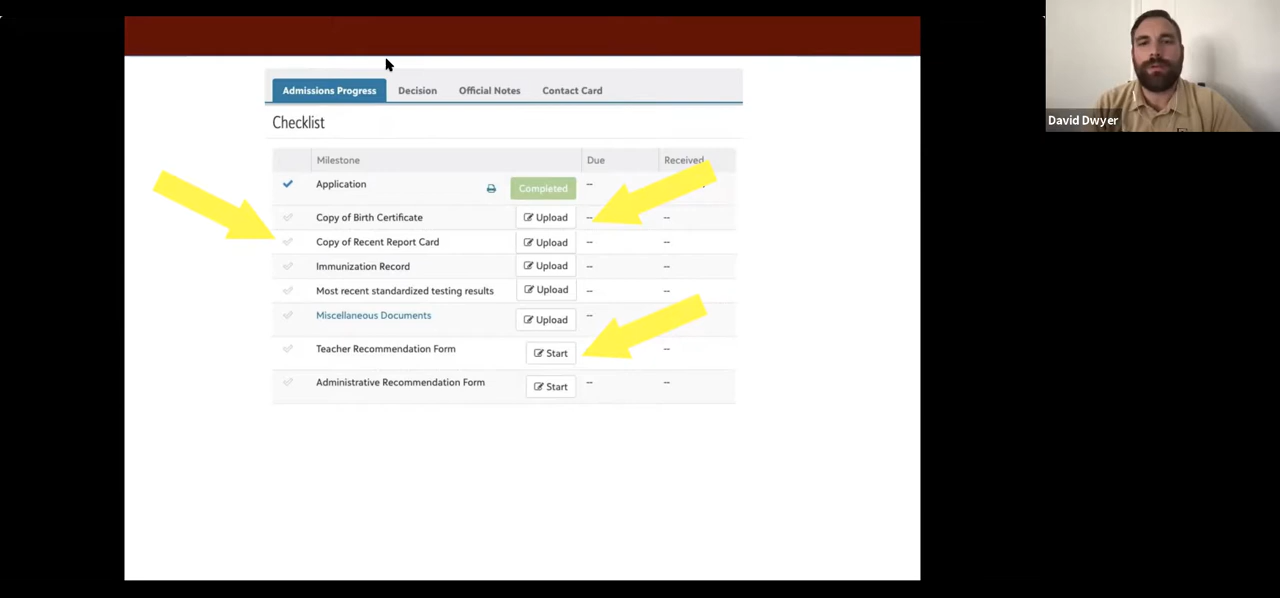 Admissions Progress Decision Official Notes Contact Card
Checklist
Milestone Due Received
Application Completed --
Copy of Birth Certificate Upload -- --
Copy of Recent Report Card Upload -- --
Immunization Record Upload -- --
Most recent standardized testing results Upload -- --
Miscellaneous Documents Upload -- --
Teacher Recommendation Form Start -- --
Administrative Recommendation Form Start -- --
David Dwyer